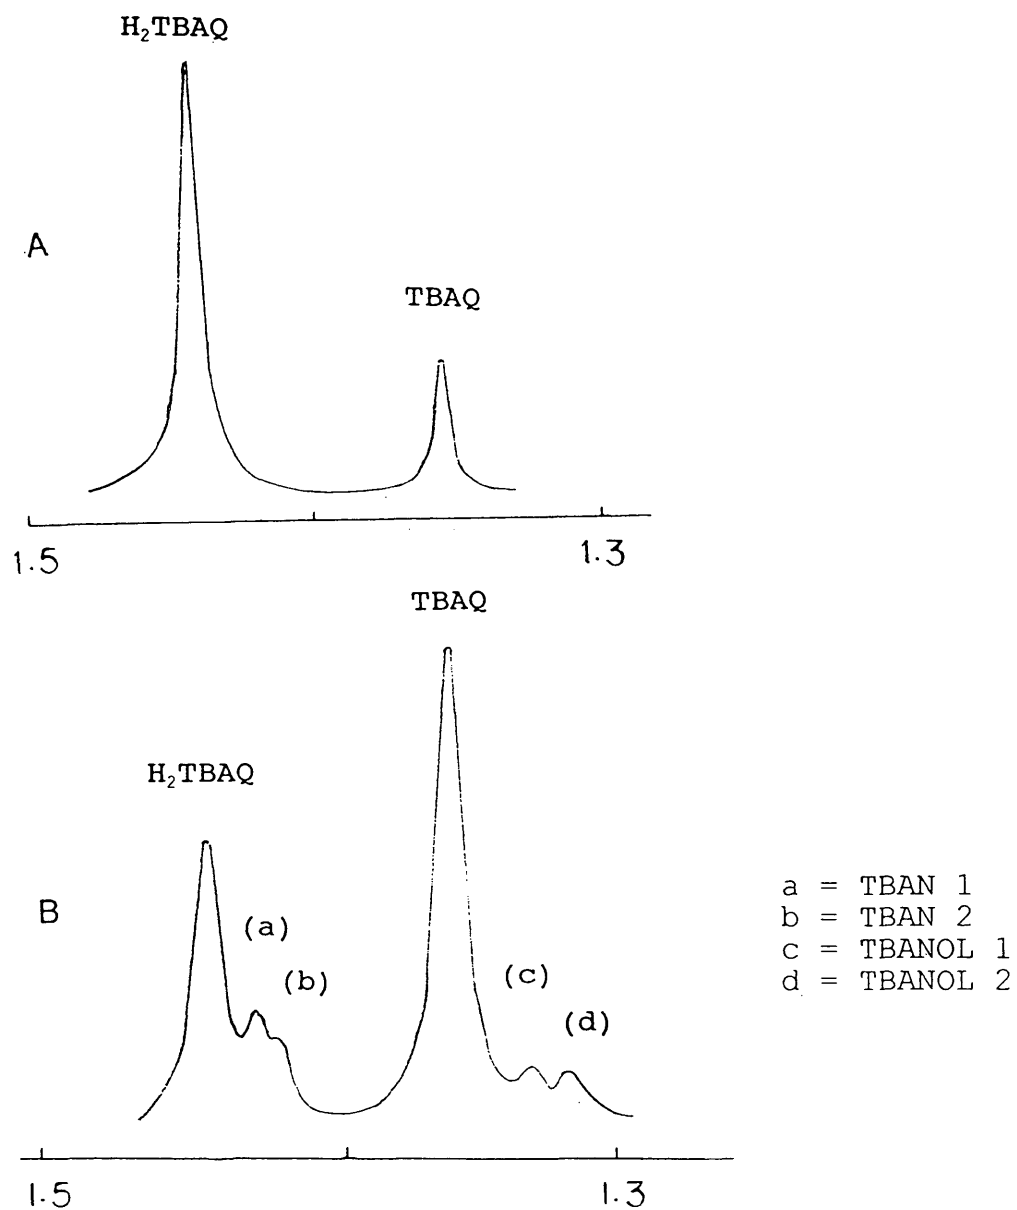 H₂TBAQ
A
TBAQ
1.5
1.3
TBAQ
H₂TBAQ
B
(a)
(b)
(c)
(d)
a = TBAN 1
b = TBAN 2
c = TBANOL 1
d = TBANOL 2
1.5
1.3